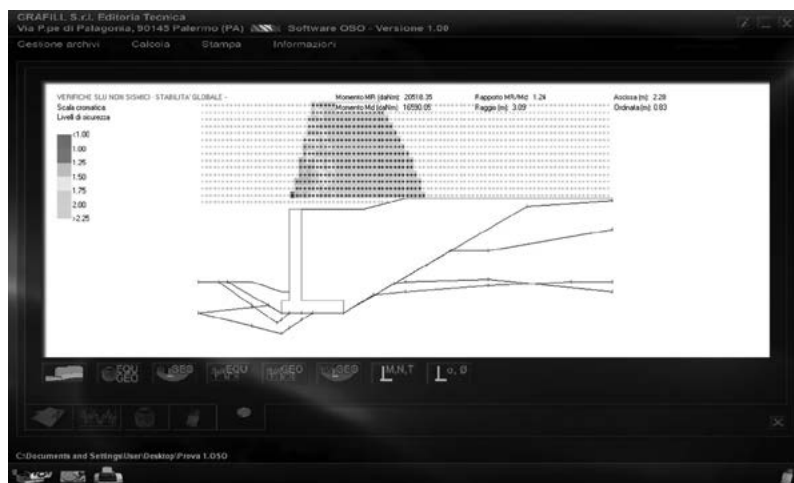 GRAFILL S.r.l. Editoria Tecnica
Via P.pe di Palagonia, 90145 Palermo (PA) Software OSO - Versione 1.00
Gestione archivi Calcola Stampa Informazioni
VERIFICHE SLU NON SISMICI - STABILITA' GLOBALE - Momento MR (daNm): 20518.35 Rapporto MR/Md: 1.24 Ascissa (m): 2.28
Scala cromatica Momento Md (daNm): 16590.05 Raggio (m): 3.09 Ordinata (m): 0.83
Livelli di sicurezza
<1.00
1.00
1.25
1.50
1.75
2.00
>2.25
EQU GEO GEO EQU GEO GEO M,N,T σ, Ø
C:\Documents and Settings\User\Desktop\Prova 1.OSO